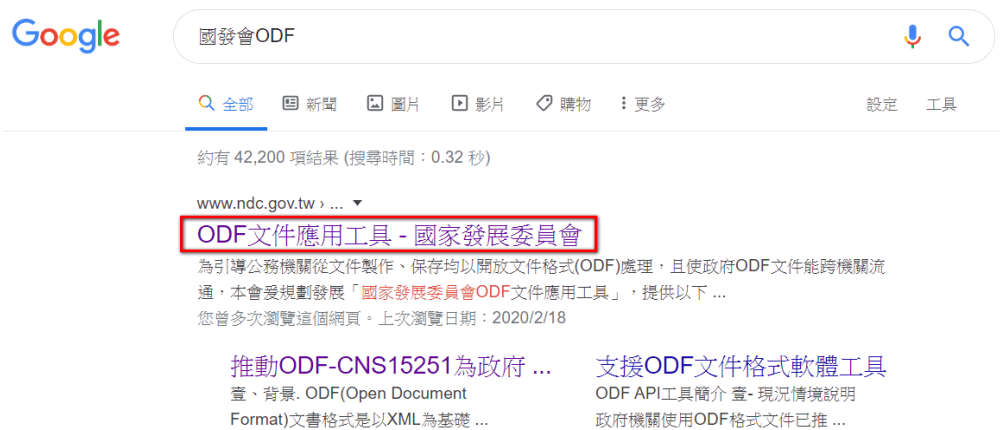 Google 國發會ODF
全部 新聞 圖片 影片 購物 更多 設定 工具
約有 42,200 項結果 (搜尋時間：0.32 秒)
www.ndc.gov.tw › ...
ODF文件應用工具 - 國家發展委員會
為引導公務機關從文件製作、保存均以開放文件格式(ODF)處理，且使政府ODF文件能跨機關流
通，本會爰規劃發展「國家發展委員會ODF文件應用工具」，提供以下 ...
您曾多次瀏覽這個網頁。上次瀏覽日期：2020/2/18
推動ODF-CNS15251為政府 ...
壹、背景. ODF(Open Document
Format)文書格式是以XML為基礎 ...
支援ODF文件格式軟體工具
ODF API工具簡介 壹- 現況情境說明
政府機關使用ODF格式文件已推 ...